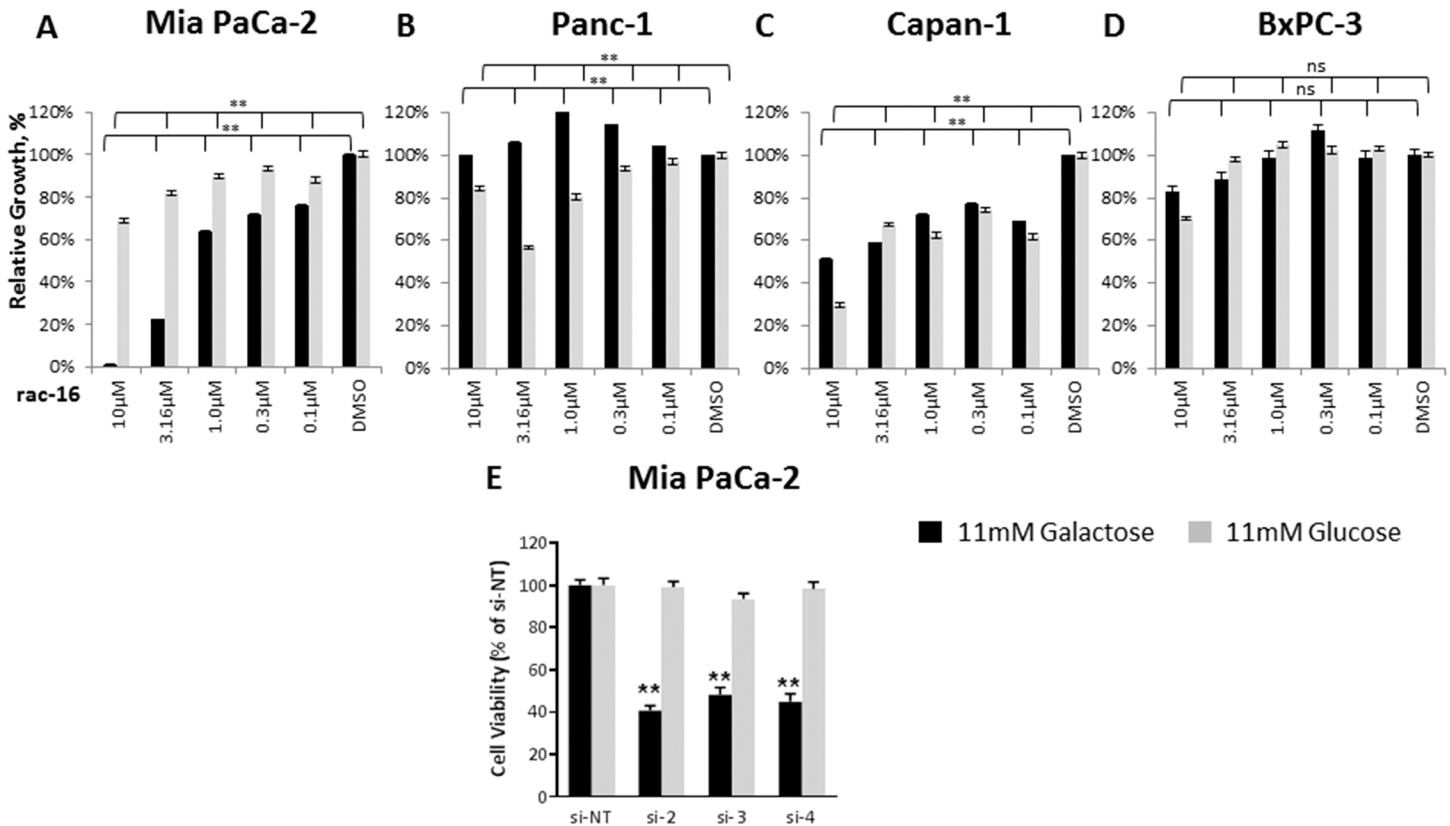 A Mia PaCa-2
B Panc-1
C Capan-1
D BxPC-3
** ** ** ** ** ** ns ns
Relative Growth, %
120% 100% 80% 60% 40% 20% 0%
120% 100% 80% 60% 40% 20% 0%
120% 100% 80% 60% 40% 20% 0%
120% 100% 80% 60% 40% 20% 0%
rac-16
10µM 3.16µM 1.0µM 0.3µM 0.1µM DMSO
10µM 3.16µM 1.0µM 0.3µM 0.1µM DMSO
10µM 3.16µM 1.0µM 0.3µM 0.1µM DMSO
10µM 3.16µM 1.0µM 0.3µM 0.1µM DMSO
E Mia PaCa-2
11mM Galactose 11mM Glucose
Cell Viability (% of si-NT)
120
100
80
60
40
20
0
** ** **
si-NT si-2 si-3 si-4